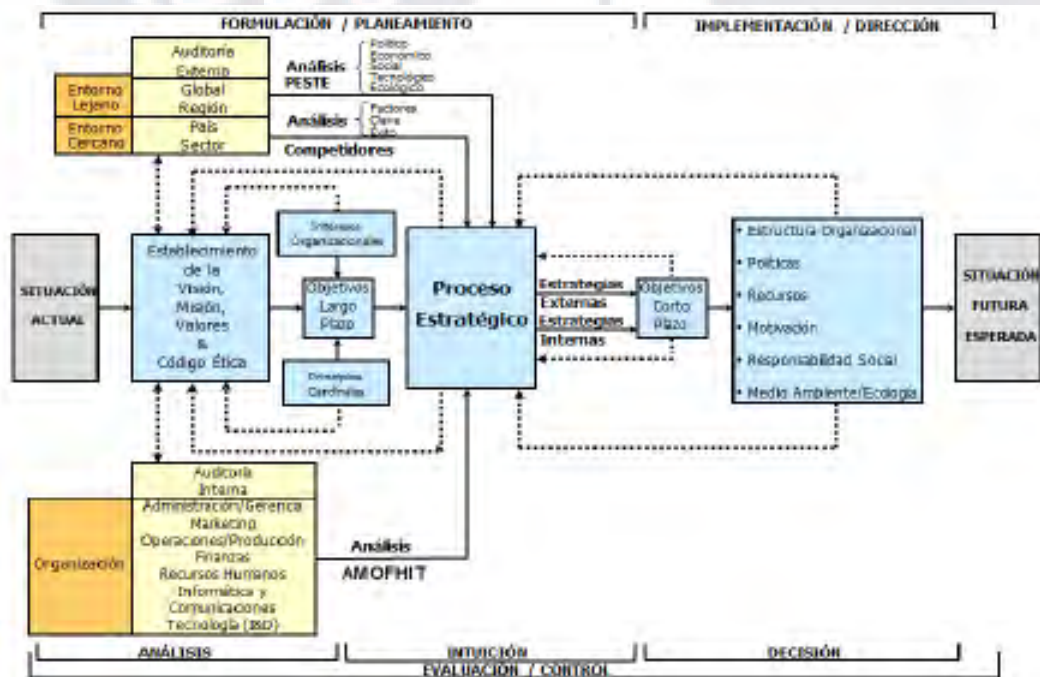 FORMULACIÓN / PLANEAMIENTO
IMPLEMENTACIÓN / DIRECCIÓN
Auditoría
Externa
Entorno
Lejano
Global
Región
Entorno
Cercano
País
Sector
Análisis
PESTE
Político
Económico
Social
Tecnológico
Ecológico
Análisis
Competidores
Factores
Clave
Éxito
SITUACIÓN
ACTUAL
Establecimiento
de la
Visión,
Misión,
Valores
&
Código Ética
Intereses
Organizacionales
Objetivos
Largo
Plazo
Principios
Cardinales
Proceso
Estratégico
Estrategias
Externas
Estrategias
Internas
Objetivos
Corto
Plazo
• Estructura Organizacional
• Políticas
• Recursos
• Motivación
• Responsabilidad Social
• Medio Ambiente/Ecología
SITUACIÓN
FUTURA
ESPERADA
Auditoría
Interna
Organización
Administración/Gerencia
Marketing
Operaciones/Producción
Finanzas
Recursos Humanos
Informática y
Comunicaciones
Tecnología (I&D)
Análisis
AMOFHIT
ANÁLISIS
INTUICIÓN
DECISIÓN
EVALUACIÓN / CONTROL